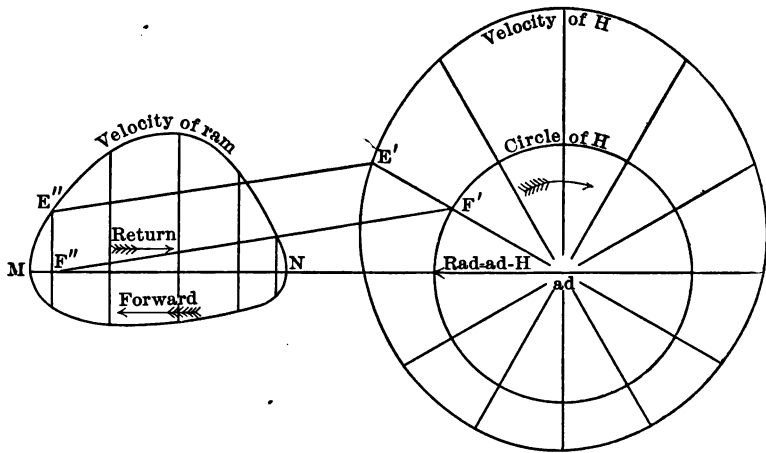 Velocity of H
Velocity of ram
Circle of H
E'
E"
F'
Return
M
F"
N
Rad-ad-H
ad
Forward